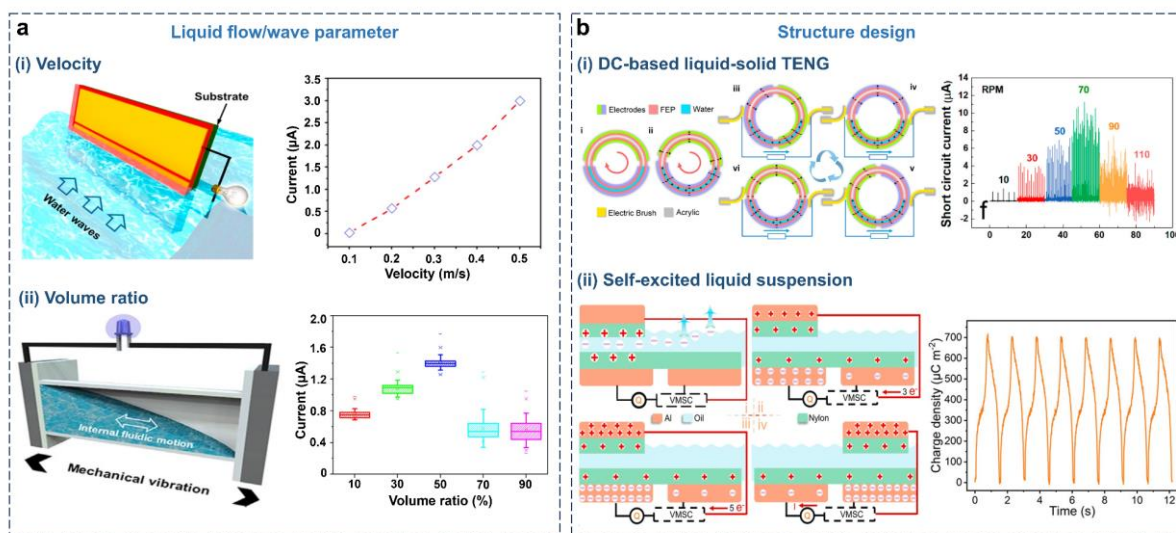 a
Liquid flow/wave parameter
(i) Velocity
Substrate
Water waves
Current (μA)
3.5
3.0
2.5
2.0
1.5
1.0
0.5
0
0.1 0.2 0.3 0.4 0.5
Velocity (m/s)
(ii) Volume ratio
Internal fluidic motion
Mechanical vibration
Current (μA)
2.0
1.6
1.2
0.8
0.4
0
10 30 50 70 90
Volume ratio (%)
b
Structure design
(i) DC-based liquid-solid TENG
Electrodes FEP Water
i ii iii iv
vi v
Electric Brush Acrylic
Short circuit current (μA)
14
12
10
8
6
4
2
0
-2
RPM
10 30 50 70 90 110
f
0 20 40 60 80 100
(ii) Self-excited liquid suspension
Q VMSC
Q VMSC 3 e⁻
i ii
iii iv
Al Oil Nylon
Q VMSC 5 e⁻
Q I VMSC
Charge density (μC m⁻²)
700
600
500
400
300
200
100
0
0 2 4 6 8 10 12
Time (s)